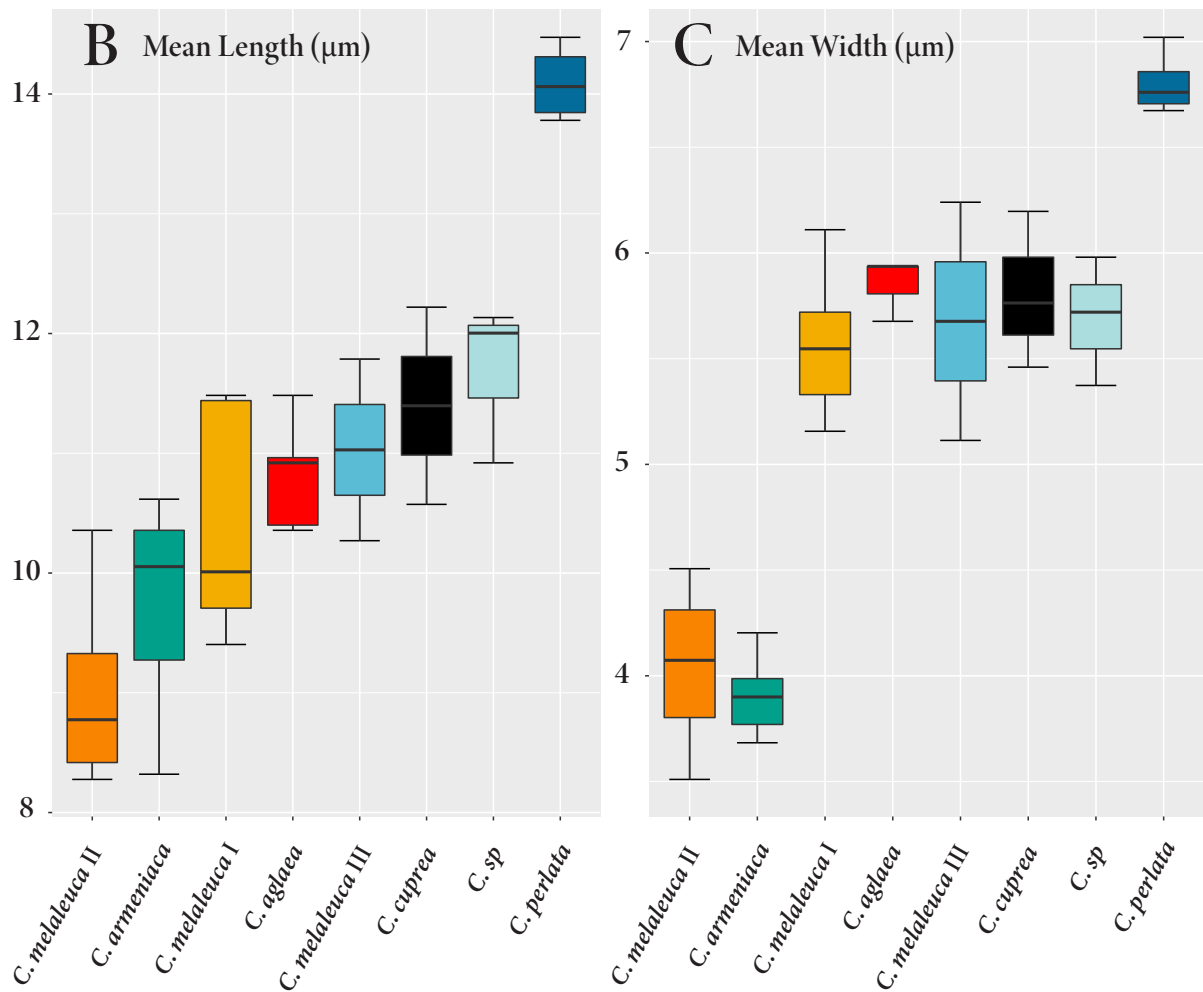 B Mean Length (μm)
14
12
10
8
C. melaleuca II
C. armeniaca
C. melaleuca I
C. aglaea
C. melaleuca III
C. cuprea
C. sp
C. perlata
C Mean Width (μm)
7
6
5
4
C. melaleuca II
C. armeniaca
C. melaleuca I
C. aglaea
C. melaleuca III
C. cuprea
C. sp
C. perlata